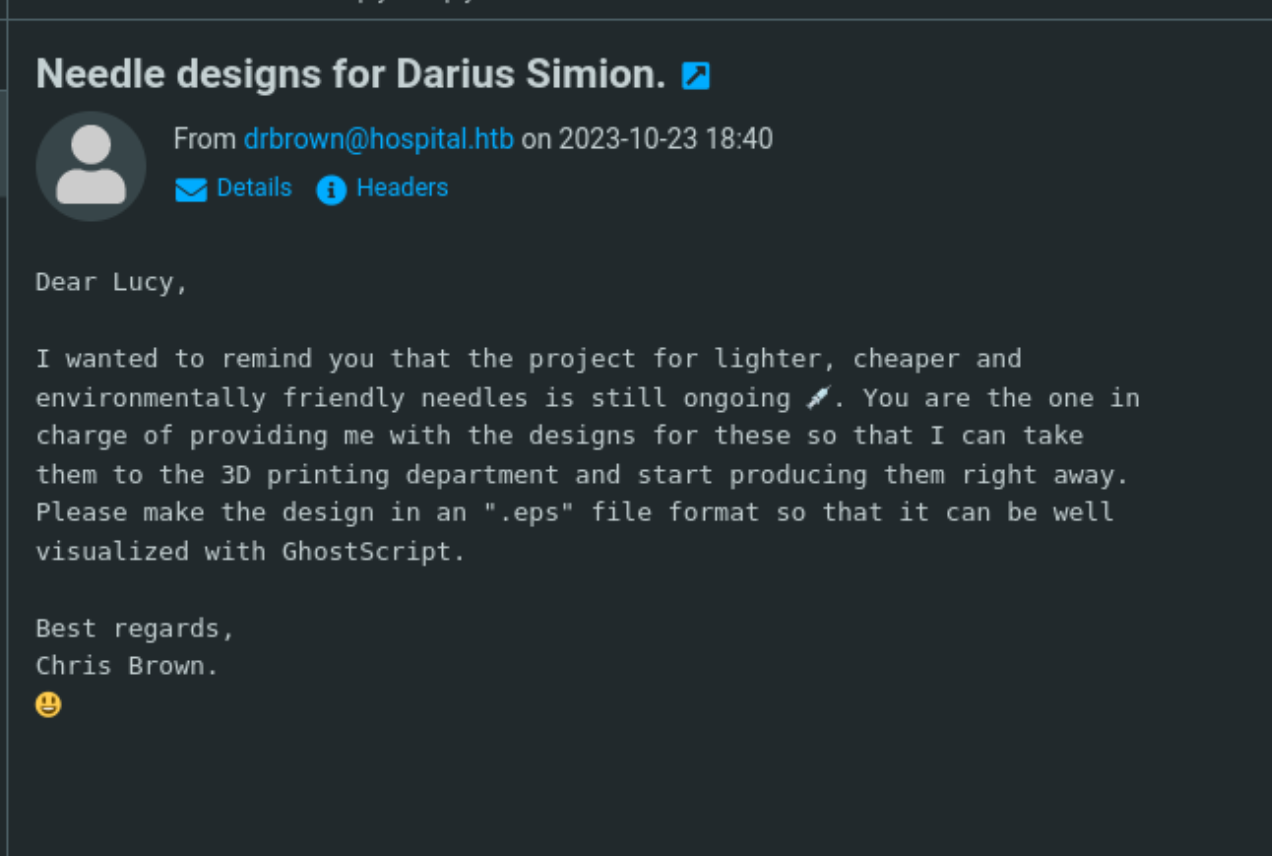 Needle designs for Darius Simion.
From drbrown@hospital.htb on 2023-10-23 18:40
Details Headers
Dear Lucy,
I wanted to remind you that the project for lighter, cheaper and
environmentally friendly needles is still ongoing 💉. You are the one in
charge of providing me with the designs for these so that I can take
them to the 3D printing department and start producing them right away.
Please make the design in an ".eps" file format so that it can be well
visualized with GhostScript.
Best regards,
Chris Brown.
😃